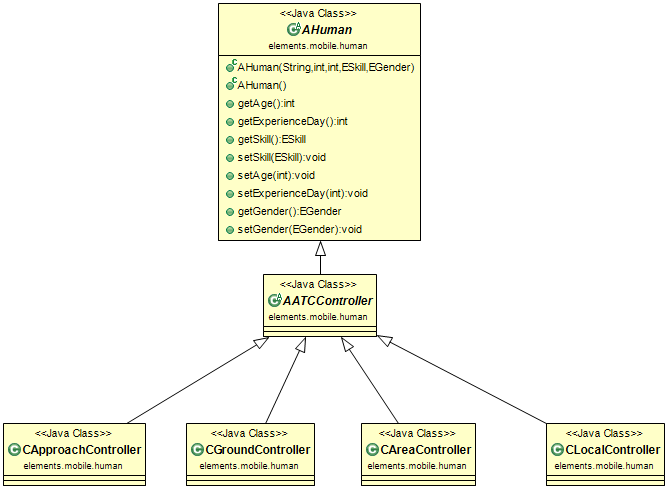 <<Java Class>>
AHuman
elements.mobile.human
AHuman(String,int,int,ESkill,EGender)
AHuman()
getAge():int
getExperienceDay():int
getSkill():ESkill
setSkill(ESkill):void
setAge(int):void
setExperienceDay(int):void
getGender():EGender
setGender(EGender):void
<<Java Class>>
AATCController
elements.mobile.human
<<Java Class>>
CApproachController
elements.mobile.human
<<Java Class>>
CGroundController
elements.mobile.human
<<Java Class>>
CAreaController
elements.mobile.human
<<Java Class>>
CLocalController
elements.mobile.human